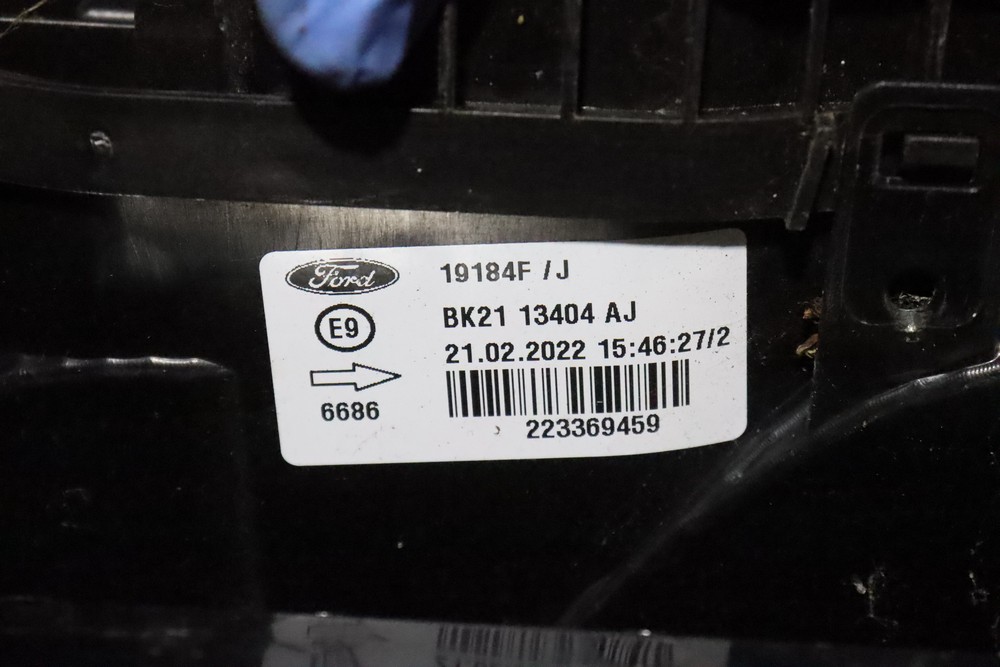 Ford
19184F /J
E9
BK21 13404 AJ
21.02.2022 15:46:27/2
6686
223369459